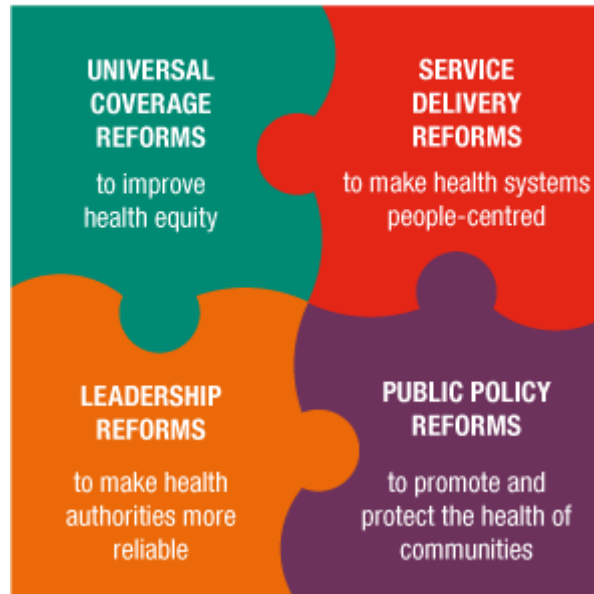 UNIVERSAL
COVERAGE
REFORMS
to improve
health equity
SERVICE
DELIVERY
REFORMS
to make health systems
people-centred
LEADERSHIP
REFORMS
to make health
authorities more
reliable
PUBLIC POLICY
REFORMS
to promote and
protect the health of
communities